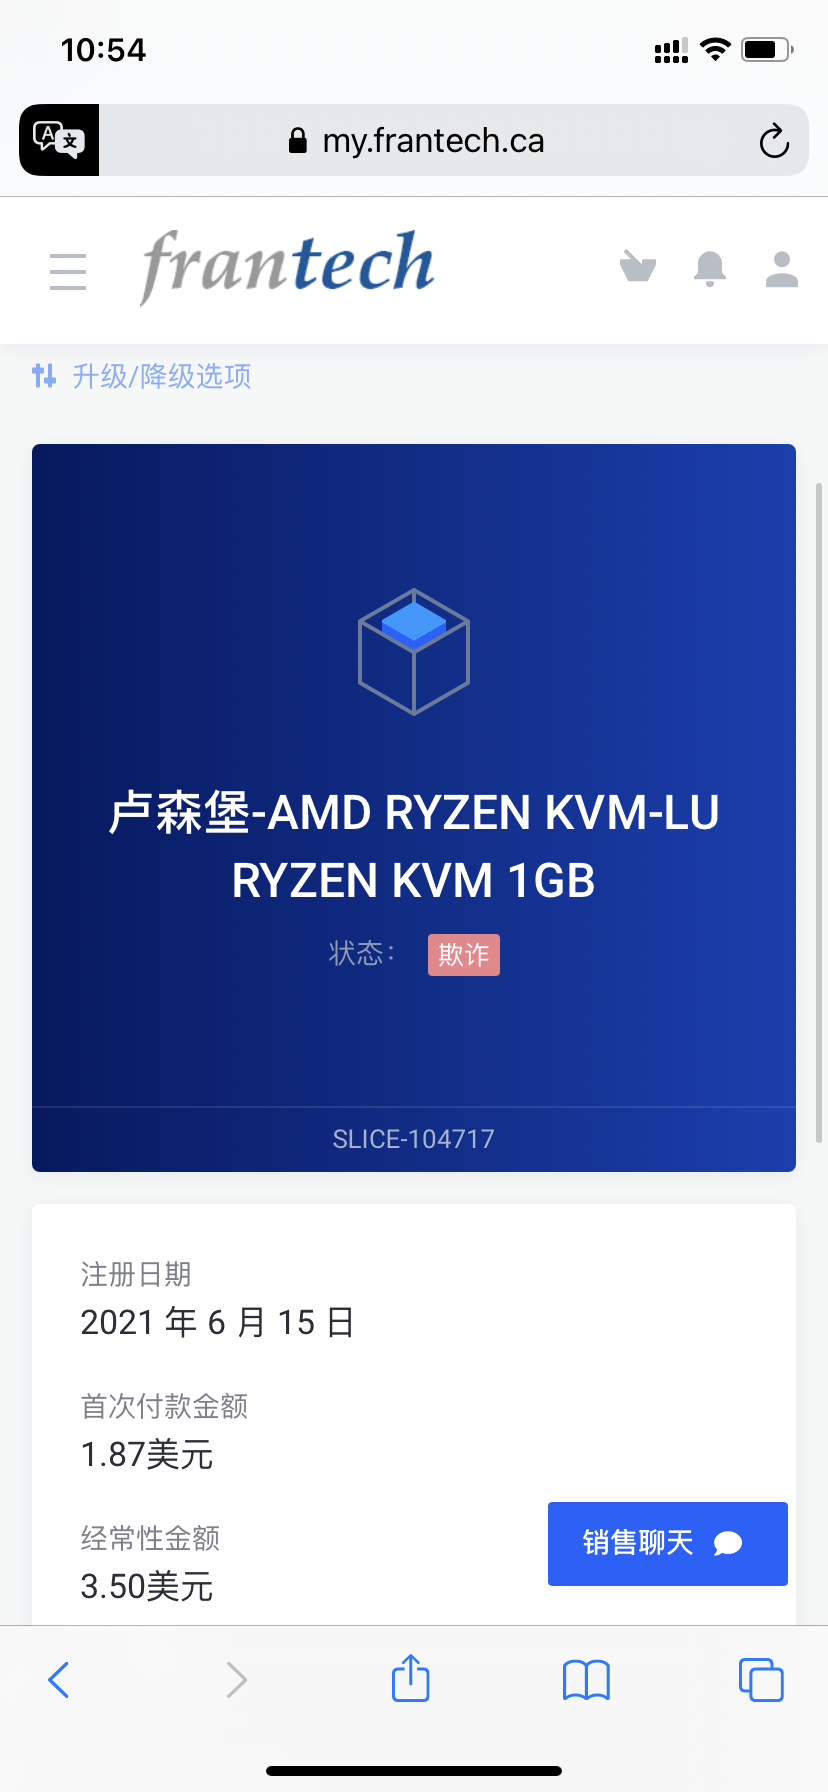 10:54
my.frantech.ca
frantech
升级/降级选项
卢森堡-AMD RYZEN KVM-LU
RYZEN KVM 1GB
状态：
欺诈
SLICE-104717
注册日期
2021 年 6 月 15 日
首次付款金额
1.87美元
经常性金额
3.50美元
销售聊天